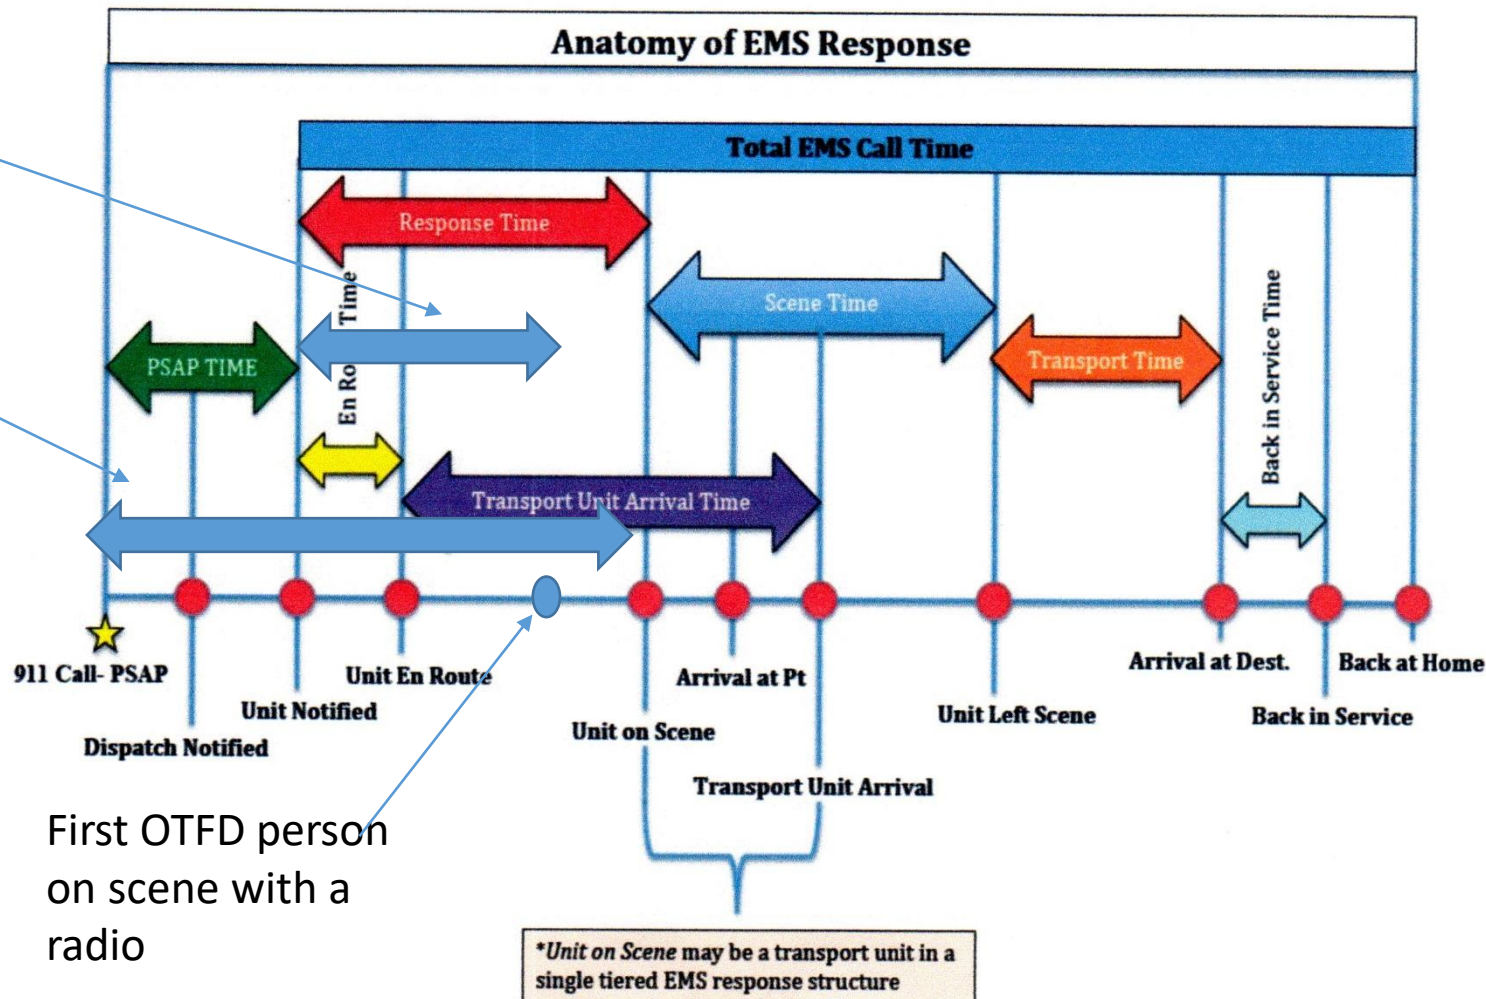 Anatomy of EMS Response
Total EMS Call Time
Response Time
Scene Time
En Ro
Time
PSAP TIME
Transport Time
Back in Service Time
Transport Unit Arrival Time
911 Call- PSAP
Unit En Route
Arrival at Pt
Arrival at Dest.
Back at Home
Unit Notified
Unit on Scene
Unit Left Scene
Back in Service
Dispatch Notified
Transport Unit Arrival
First OTFD person
on scene with a
radio
*Unit on Scene may be a transport unit in a
single tiered EMS response structure